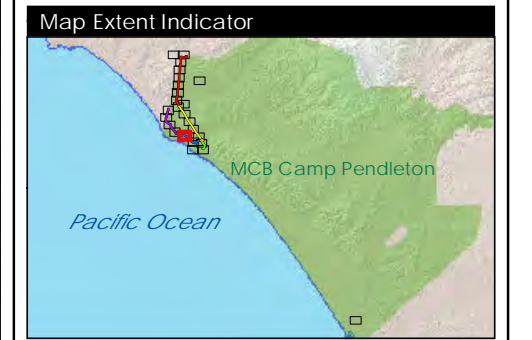 Map Extent Indicator
MCB Camp Pendleton
Pacific Ocean